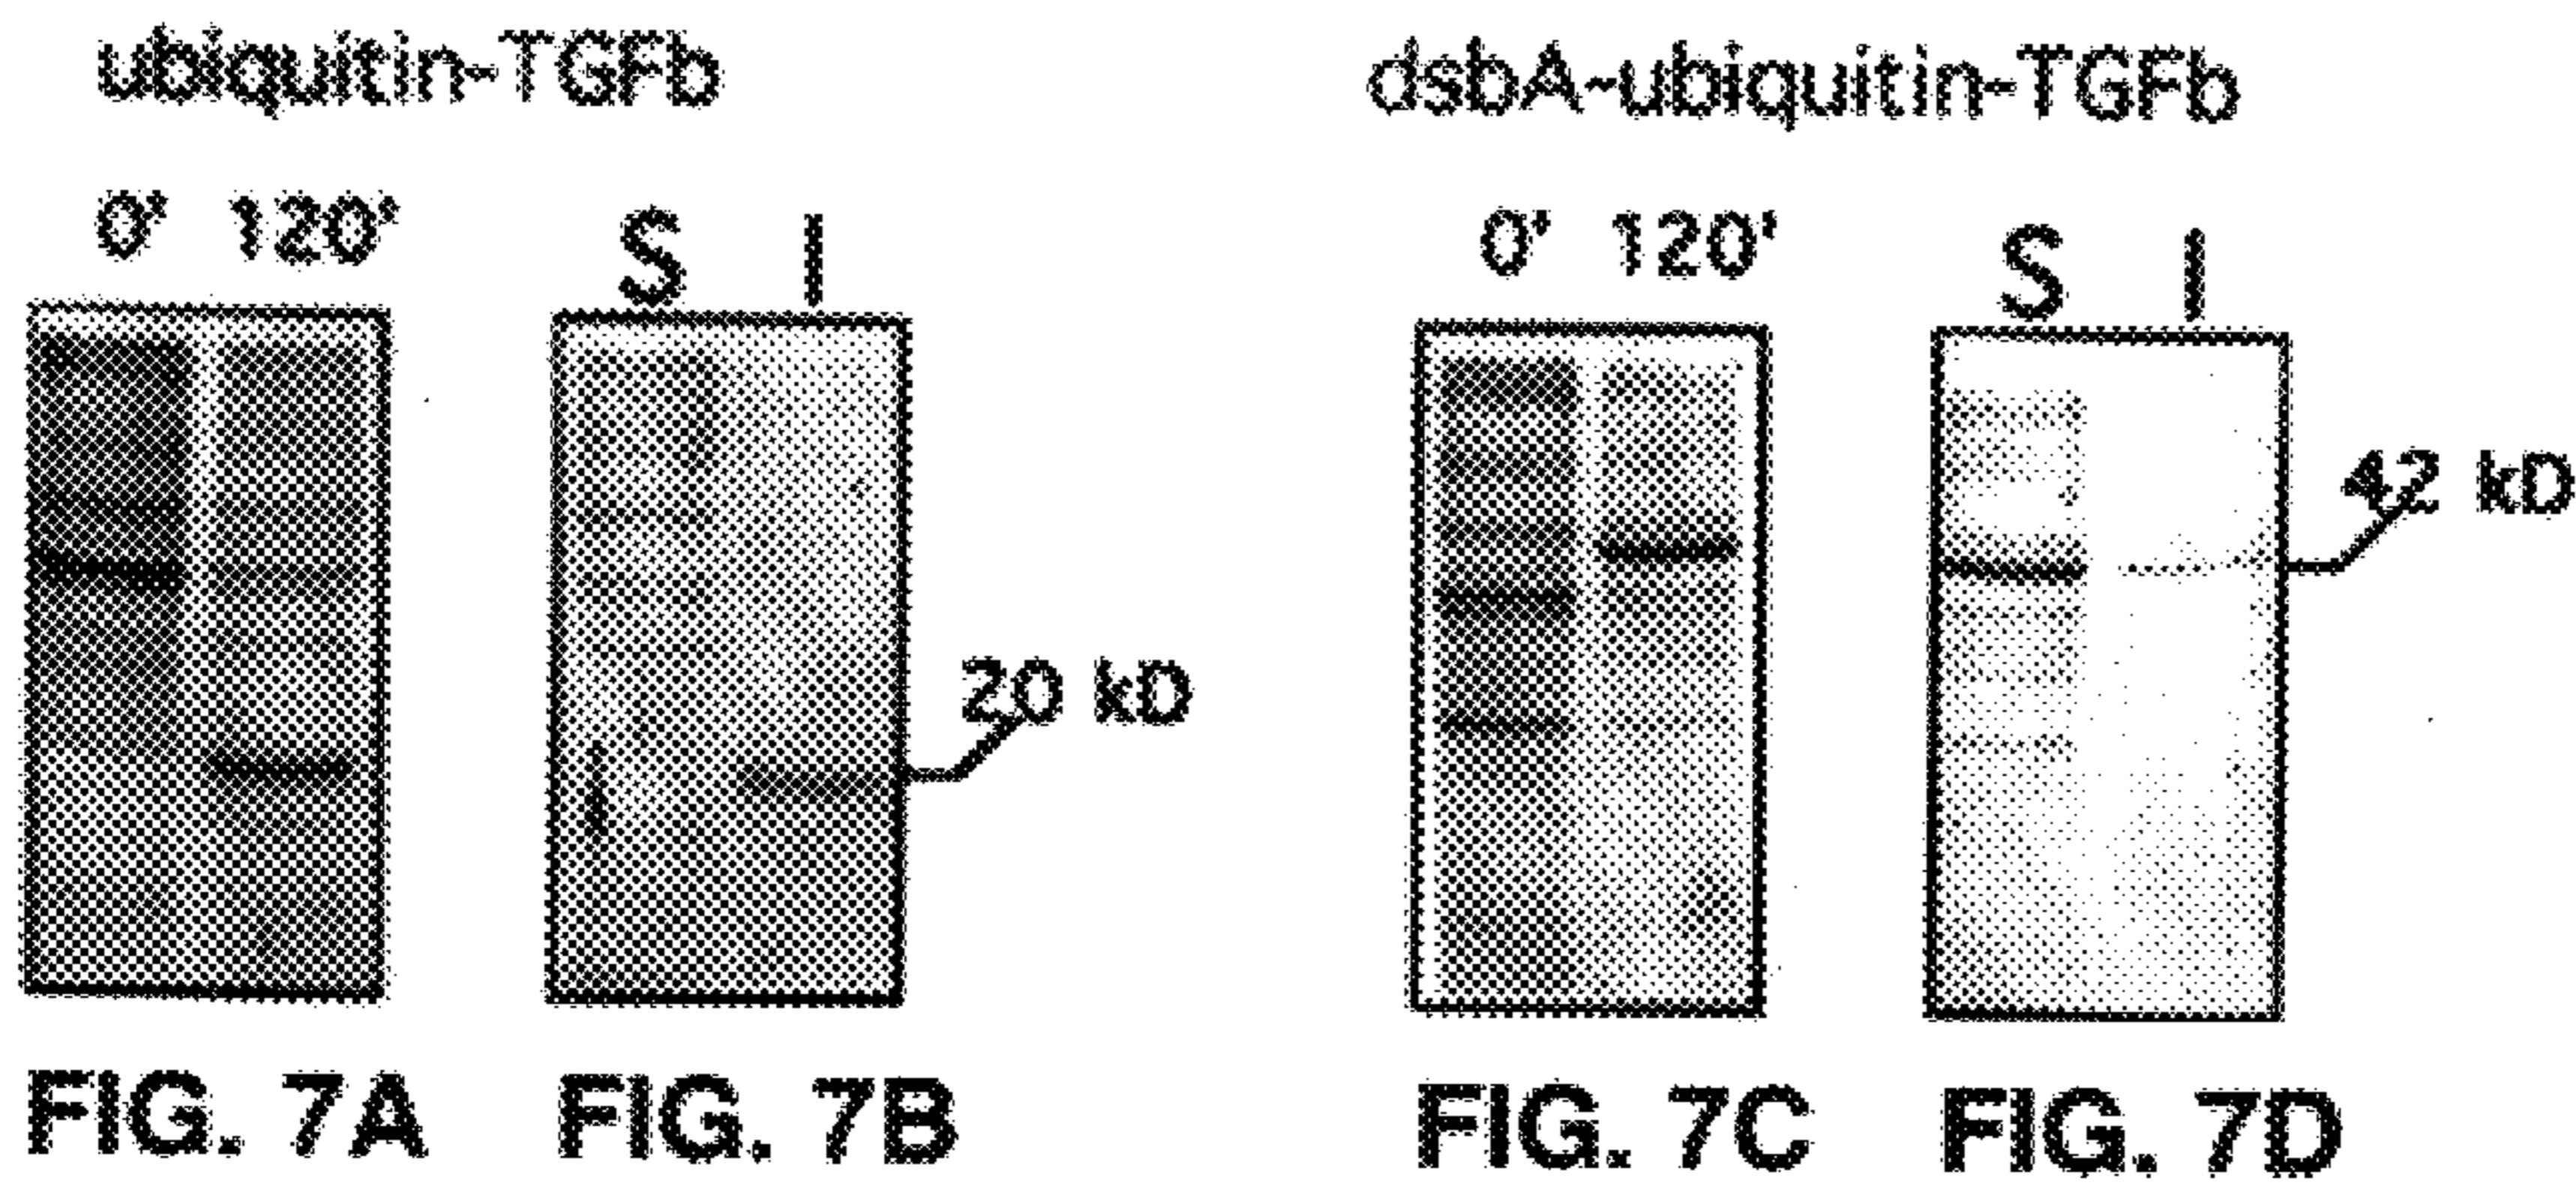 ubiquitin-TGFb
dsbA-ubiquitin-TGFb
0' 120'
S I
0' 120'
S I
20 kD
42 kD
FIG. 7A
FIG. 7B
FIG. 7C
FIG. 7D